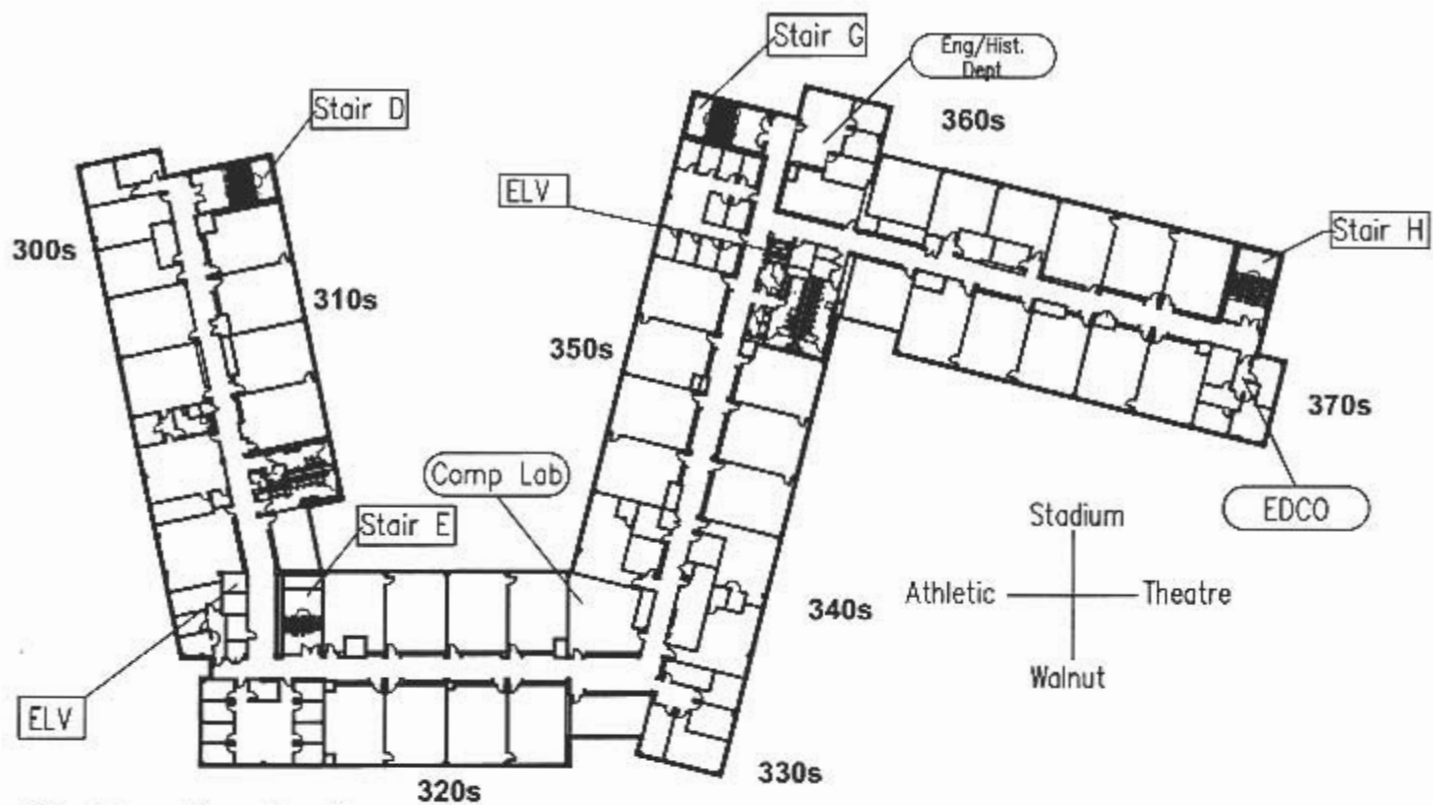 Stair G
Eng/Hist.
Dept
360s
Stair D
ELV
Stair H
300s
310s
350s
370s
Comp Lab
EDCO
Stair E
Stadium
340s
Athletic
Theatre
Walnut
ELV
330s
320s